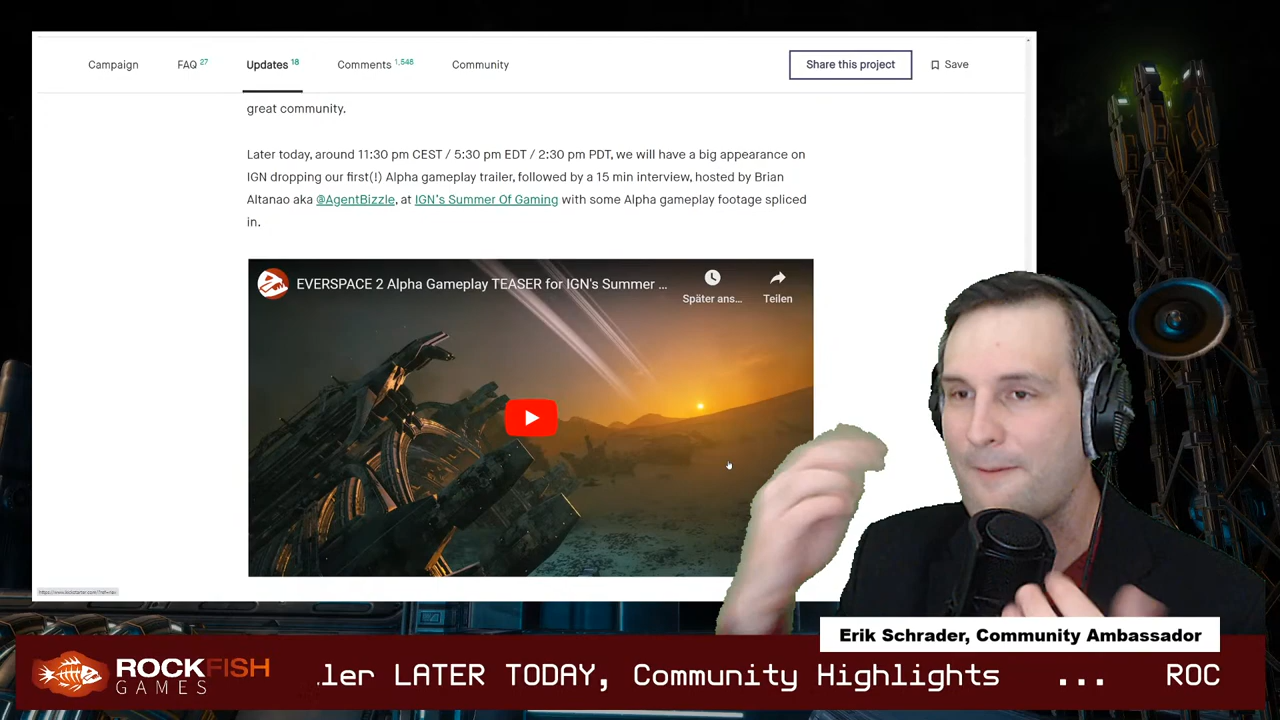 Campaign FAQ 27 Updates 18 Comments 1,546 Community Share this project Save
great community.
Later today, around 11:30 pm CEST / 5:30 pm EDT / 2:30 pm PDT, we will have a big appearance on
IGN dropping our first(!) Alpha gameplay trailer, followed by a 15 min interview, hosted by Brian
Altanao aka @AgentBizzle, at IGN's Summer Of Gaming with some Alpha gameplay footage spliced
in.
EVERSPACE 2 Alpha Gameplay TEASER for IGN's Summer ...
Später ans...
Teilen
Erik Schrader, Community Ambassador
ROCKFISH
GAMES
ler LATER TODAY, Community Highlights ... ROC